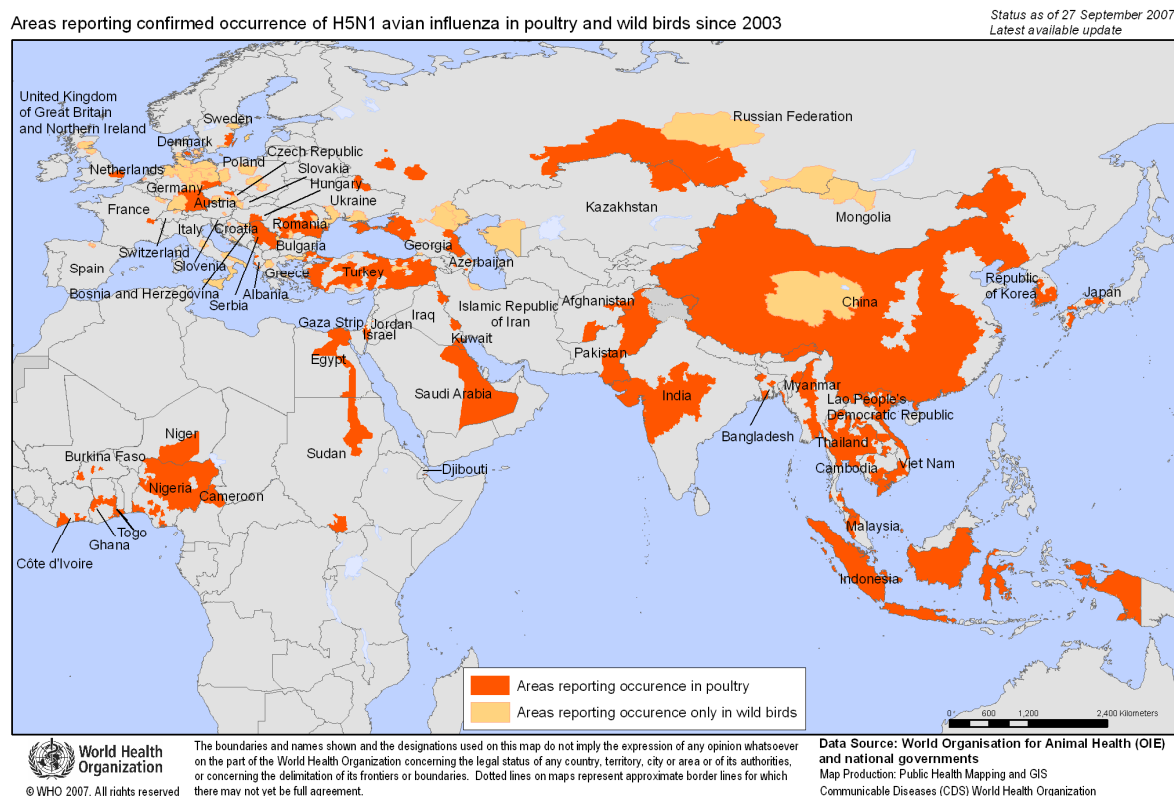 Areas reporting confirmed occurrence of H5N1 avian influenza in poultry and wild birds since 2003
Status as of 27 September 2007
Latest available update
United Kingdom
of Great Britain
and Northern Ireland
Sweden
Denmark
Netherlands
Poland
Czech Republic
Slovakia
Germany
Hungary
Austria
Ukraine
France
Italy
Croatia
Romania
Switzerland
Bulgaria
Slovenia
Spain
Greece
Turkey
Bosnia and Herzegovina
Albania
Serbia
Georgia
Azerbaijan
Russian Federation
Kazakhstan
Mongolia
China
Republic
of Korea
Japan
Islamic Republic
of Iran
Afghanistan
Gaza Strip
Jordan
Iraq
Israel
Kuwait
Egypt
Pakistan
Saudi Arabia
India
Myanmar
Lao People's
Democratic Republic
Bangladesh
Thailand
Cambodia
Viet Nam
Niger
Burkina Faso
Sudan
Djibouti
Nigeria
Cameroon
Togo
Ghana
Côte d'Ivoire
Malaysia
Indonesia
Areas reporting occurence in poultry
Areas reporting occurence only in wild birds
0 600 1,200 2,400 Kilometers
World Health
Organization
© WHO 2007. All rights reserved
The boundaries and names shown and the designations used on this map do not imply the expression of any opinion whatsoever
on the part of the World Health Organization concerning the legal status of any country, territory, city or area or of its authorities,
or concerning the delimitation of its frontiers or boundaries. Dotted lines on maps represent approximate border lines for which
there may not yet be full agreement.
Data Source: World Organisation for Animal Health (OIE)
and national governments
Map Production: Public Health Mapping and GIS
Communicable Diseases (CDS) World Health Organization